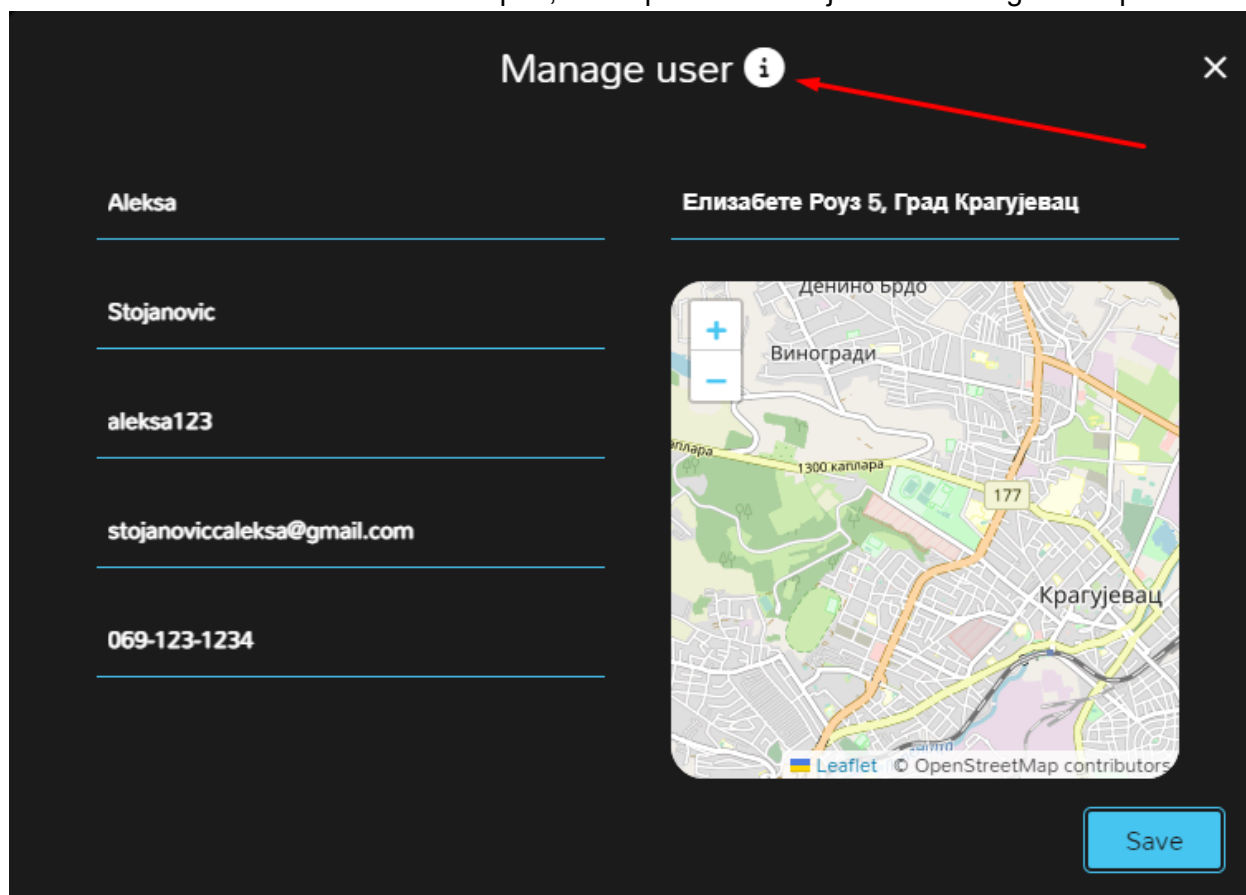 Manage user i
×
Aleksa
Stojanovic
aleksa123
stojanoviccaleksa@gmail.com
069-123-1234
Елизабете Роуз 5, Град Крагујевац
+
−
Денино Брдо
Виногради
1300 каплара
177
Крагујевац
Leaflet © OpenStreetMap contributors
Save